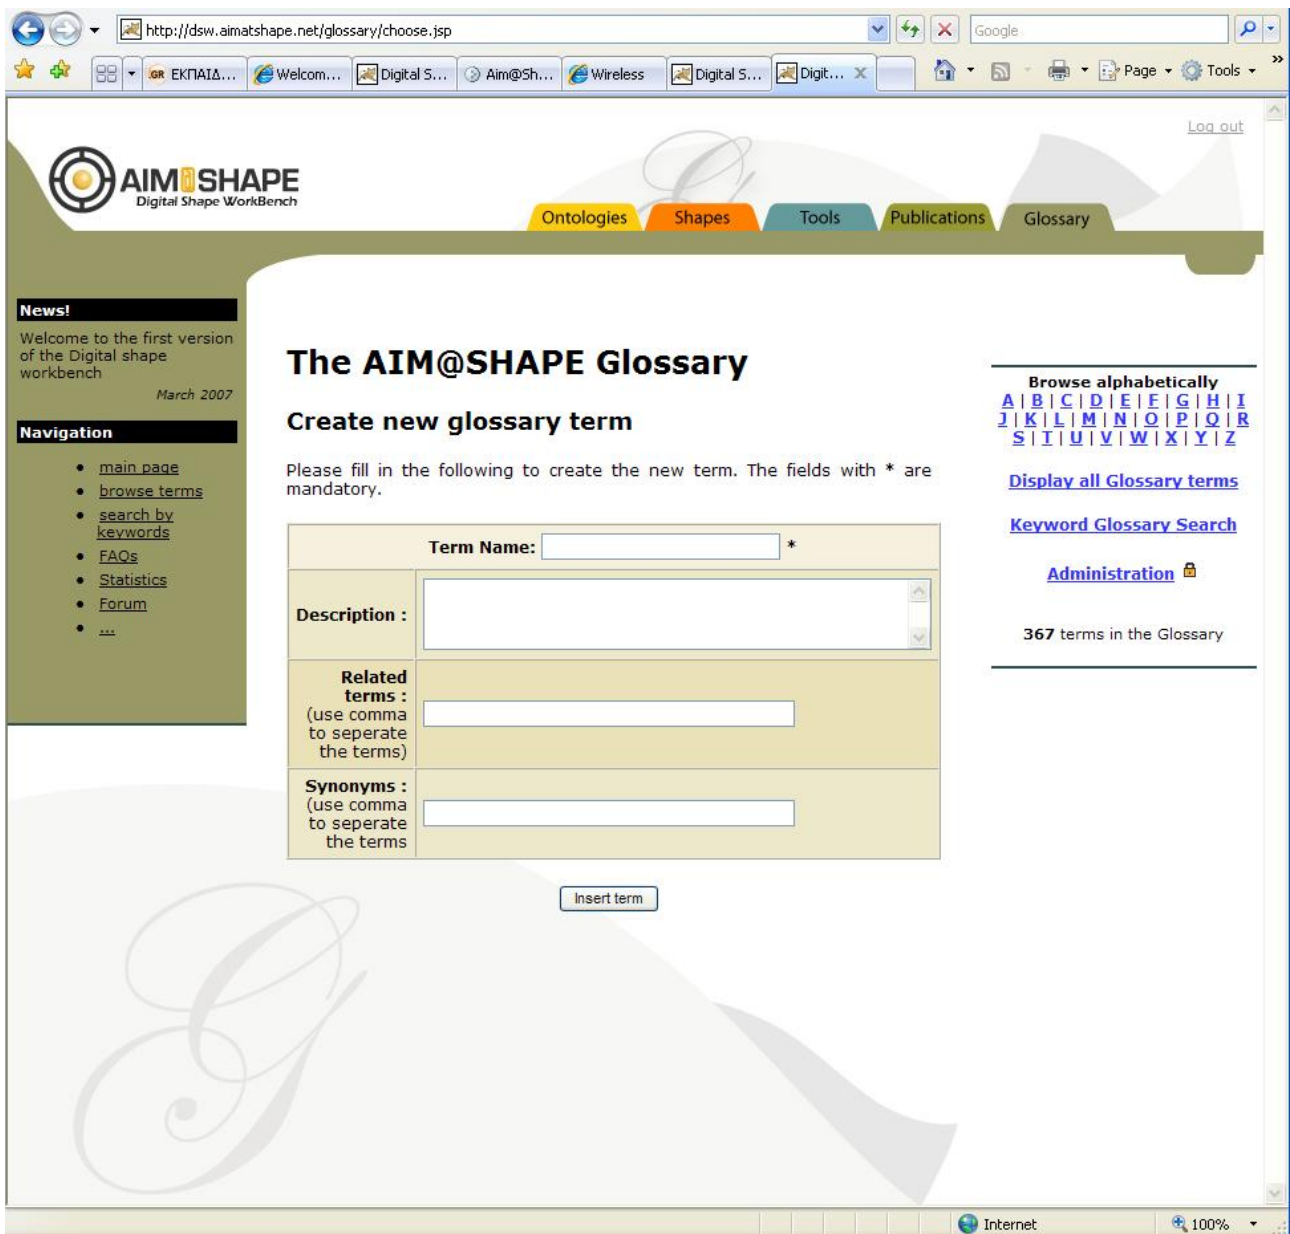 http://dsw.aimatshape.net/glossary/choose.jsp
Google
GR ΕΚΠΑΙΔ...
Welcom...
Digital S...
Aim@Sh...
Wireless
Digital S...
Digit...
Page
Tools
Log out
AIM@SHAPE
Digital Shape WorkBench
Ontologies
Shapes
Tools
Publications
Glossary
News!
Welcome to the first version
of the Digital shape
workbench
March 2007
Navigation
main page
browse terms
search by
keywords
FAQs
Statistics
Forum
...
The AIM@SHAPE Glossary
Create new glossary term
Please fill in the following to create the new term. The fields with * are
mandatory.
Term Name: *
Description :
Related
terms :
(use comma
to seperate
the terms)
Synonyms :
(use comma
to seperate
the terms
Insert term
Browse alphabetically
A | B | C | D | E | F | G | H | I
J | K | L | M | N | O | P | Q | R
S | T | U | V | W | X | Y | Z
Display all Glossary terms
Keyword Glossary Search
Administration
367 terms in the Glossary
Internet
100%